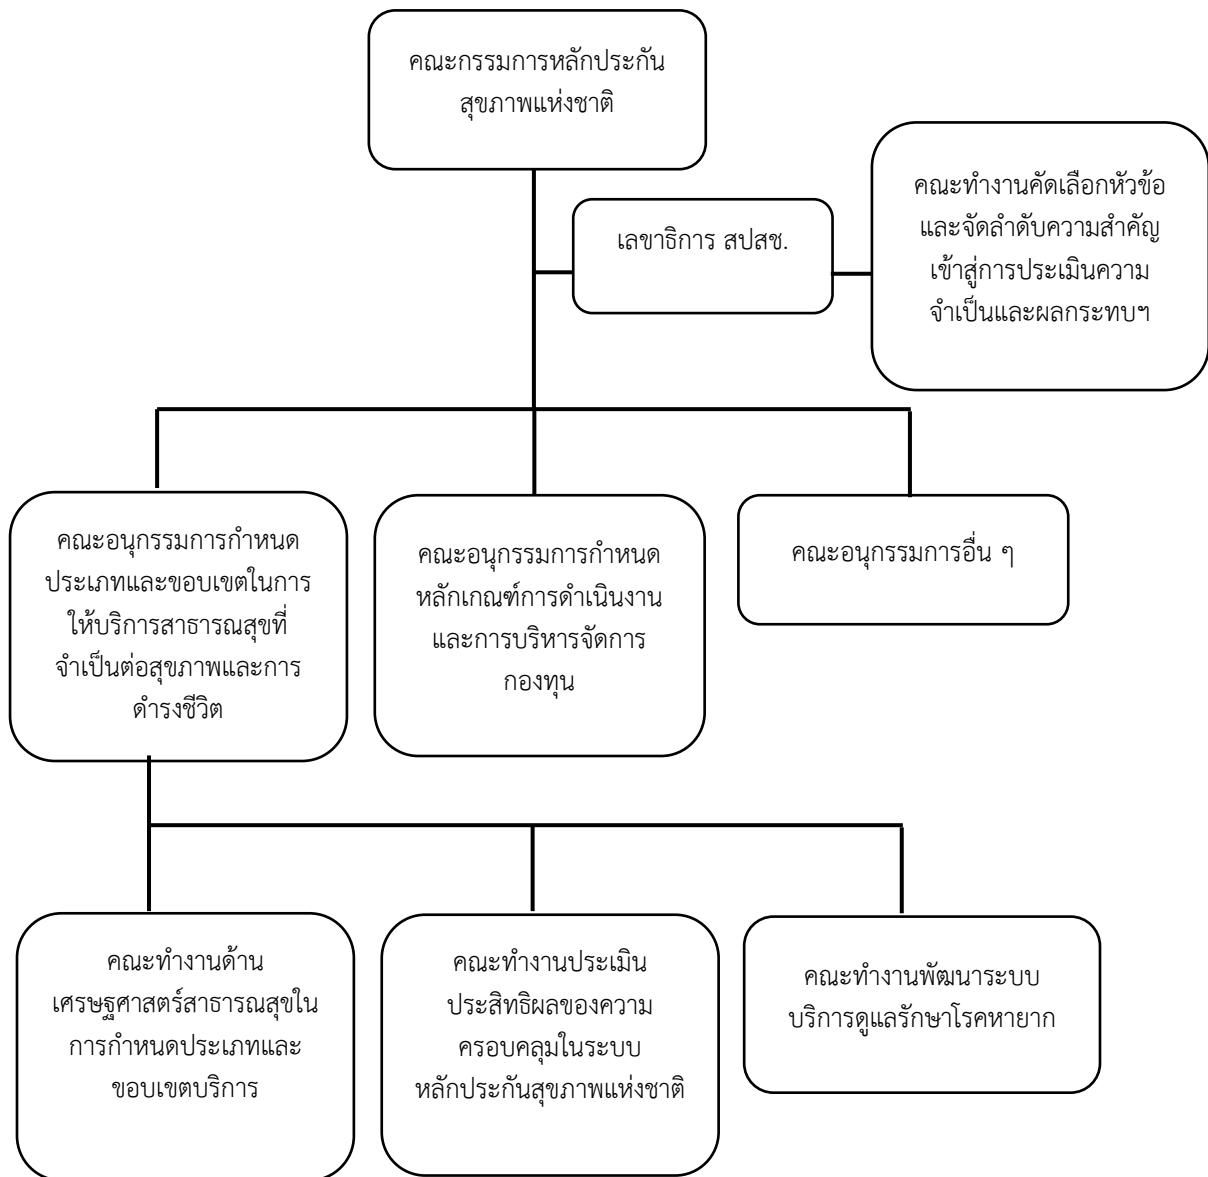 คณะกรรมการหลักประกัน
สุขภาพแห่งชาติ
เลขาธิการ สปสช.
คณะทำงานคัดเลือกหัวข้อ
และจัดลำดับความสำคัญ
เข้าสู่การประเมินความ
จำเป็นและผลกระทบฯ
คณะอนุกรรมการกำหนด
ประเภทและขอบเขตในการ
ให้บริการสาธารณสุขที่
จำเป็นต่อสุขภาพและการ
ดำรงชีวิต
คณะอนุกรรมการกำหนด
หลักเกณฑ์การดำเนินงาน
และการบริหารจัดการ
กองทุน
คณะอนุกรรมการอื่น ๆ
คณะทำงานด้าน
เศรษฐศาสตร์สาธารณสุขใน
การกำหนดประเภทและ
ขอบเขตบริการ
คณะทำงานประเมิน
ประสิทธิผลของความ
ครอบคลุมในระบบ
หลักประกันสุขภาพแห่งชาติ
คณะทำงานพัฒนาระบบ
บริการดูแลรักษาโรคหายาก